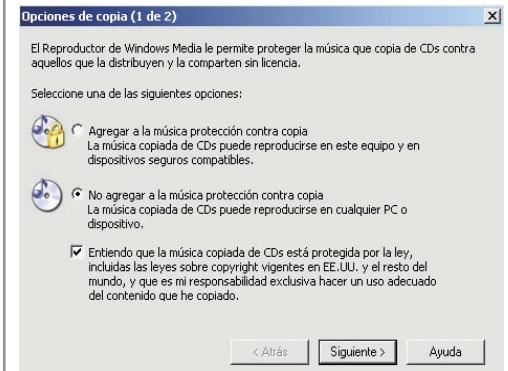 Opciones de copia (1 de 2)
El Reproductor de Windows Media le permite proteger la música que copia de CDs contra
aquellos que la distribuyen y la comparten sin licencia.
Seleccione una de las siguientes opciones:
Agregar a la música protección contra copia
La música copiada de CDs puede reproducirse en este equipo y en
dispositivos seguros compatibles.
No agregar a la música protección contra copia
La música copiada de CDs puede reproducirse en cualquier PC o
dispositivo.
Entiendo que la música copiada de CDs está protegida por la ley,
incluidas las leyes sobre copyright vigentes en EE.UU. y el resto del
mundo, y que es mi responsabilidad exclusiva hacer un uso adecuado
del contenido que he copiado.
< Atrás
Siguiente >
Ayuda